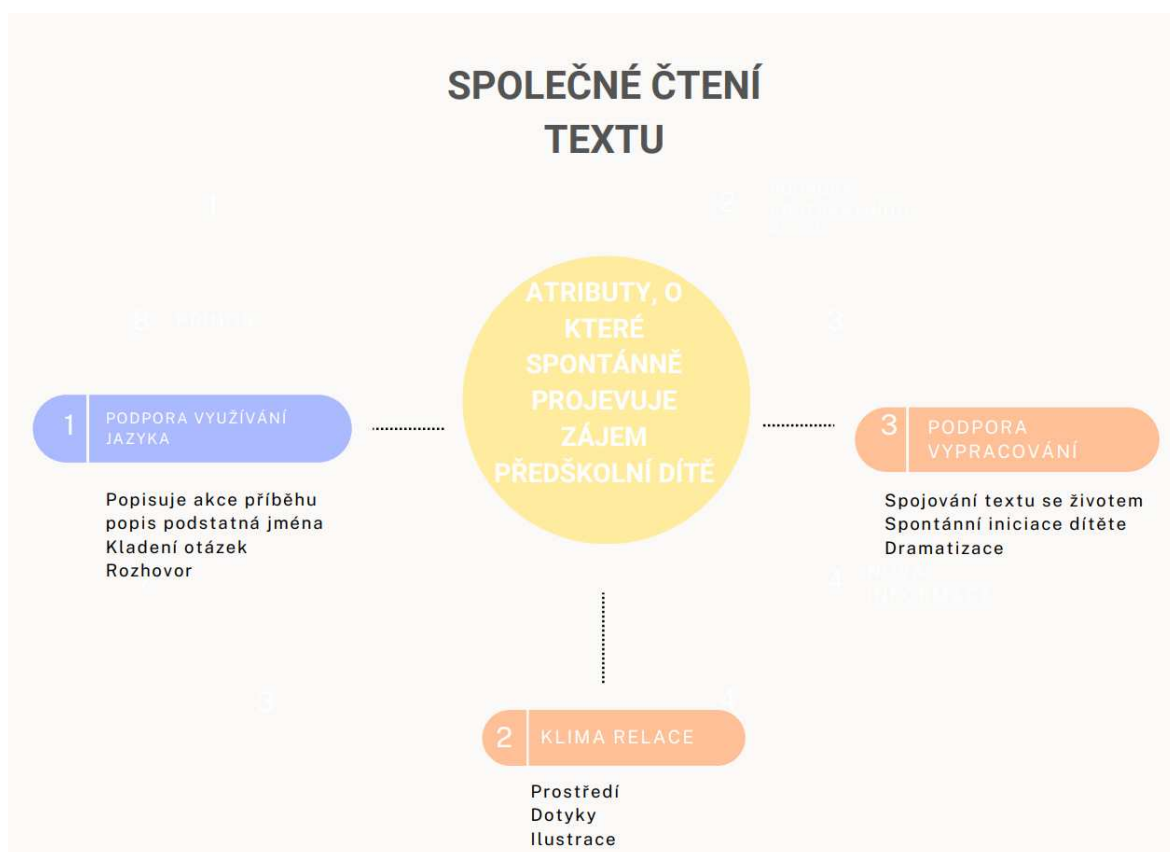 SPOLEČNÉ ČTENÍ
TEXTU
ATRIBUTY, O
KTERÉ
SPONTÁNNĚ
PROJEVUJE
ZÁJEM
PŘEDŠKOLNÍ DÍTĚ
1 PODPORA VYUŽÍVÁNÍ
JAZYKA
Popisuje akce příběhu
popis podstatná jména
Kladení otázek
Rozhovor
3 PODPORA
VYPRACOVÁNÍ
Spojování textu se životem
Spontánní iniciace dítěte
Dramatizace
2 KLIMA RELACE
Prostředí
Dotyky
Ilustrace